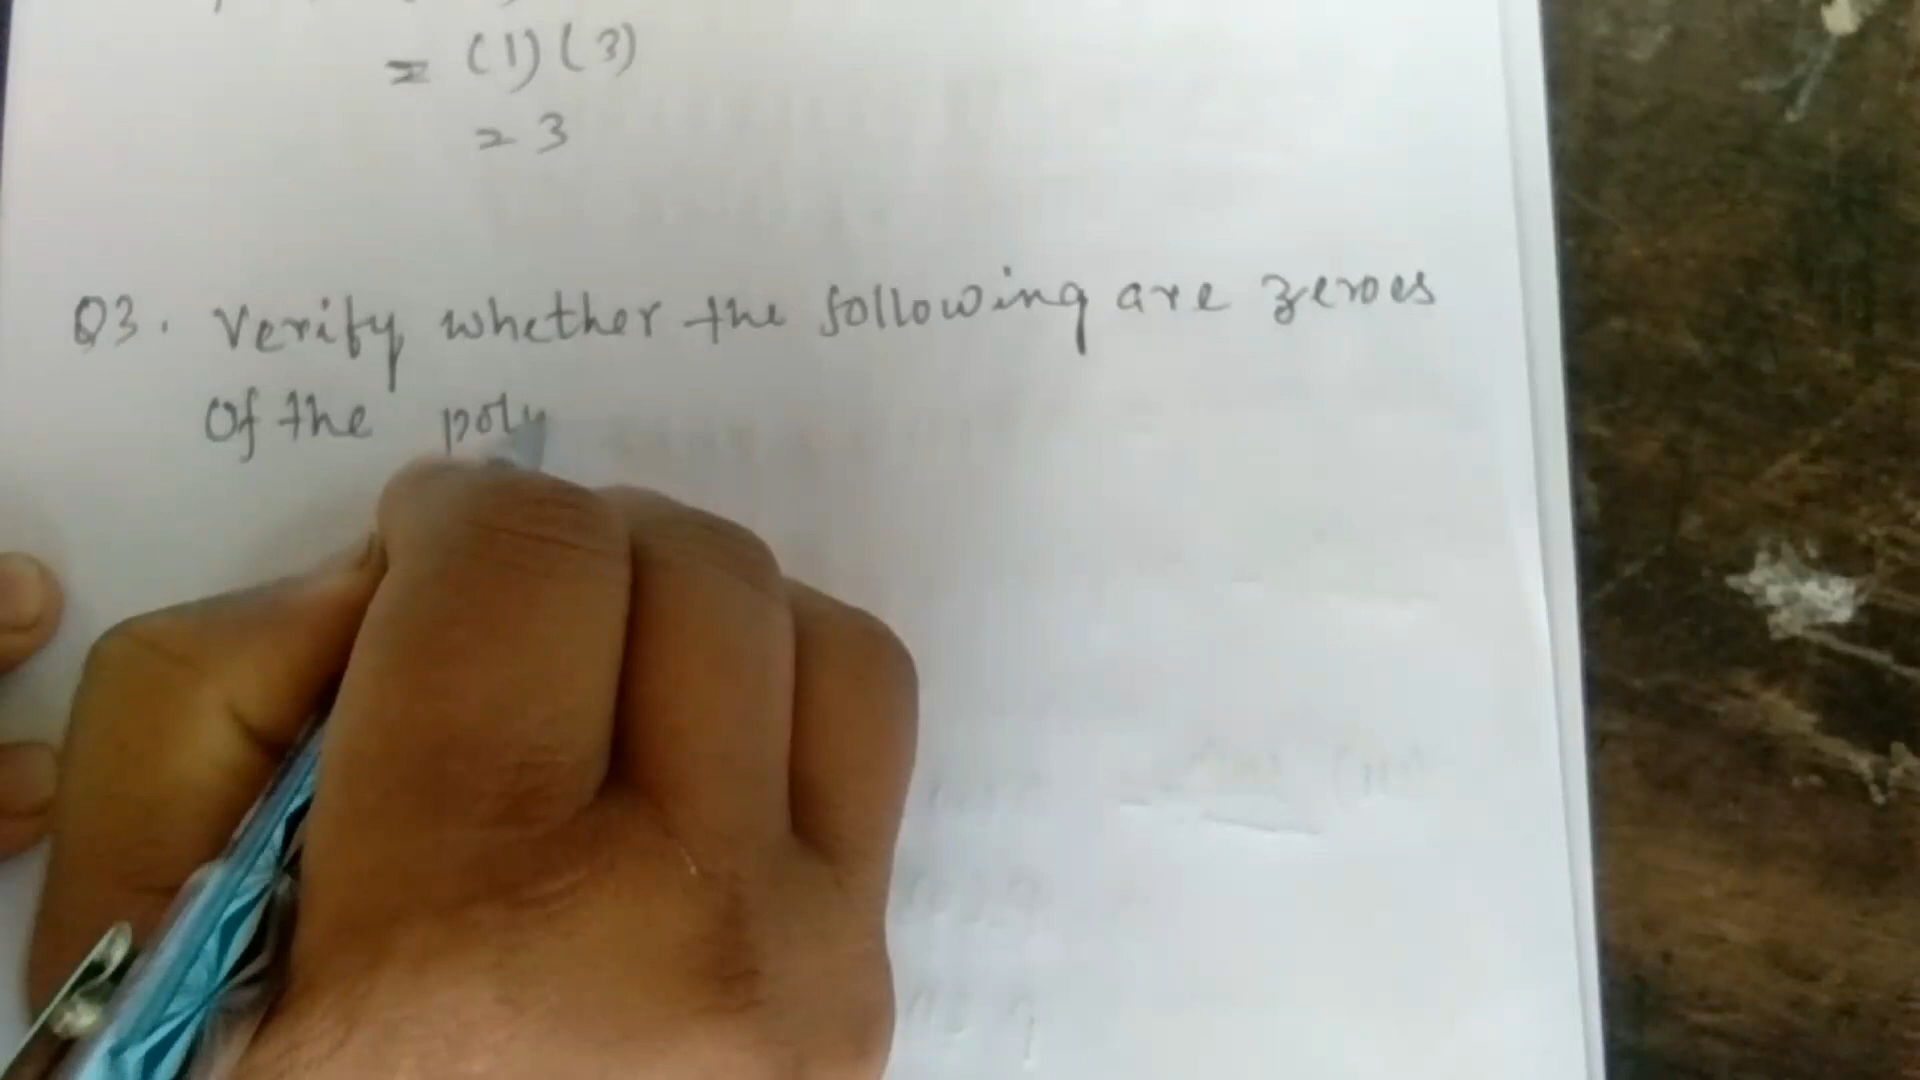 = (1) (3)
= 3
Q3. Verify whether the following are zeroes
Of the poly